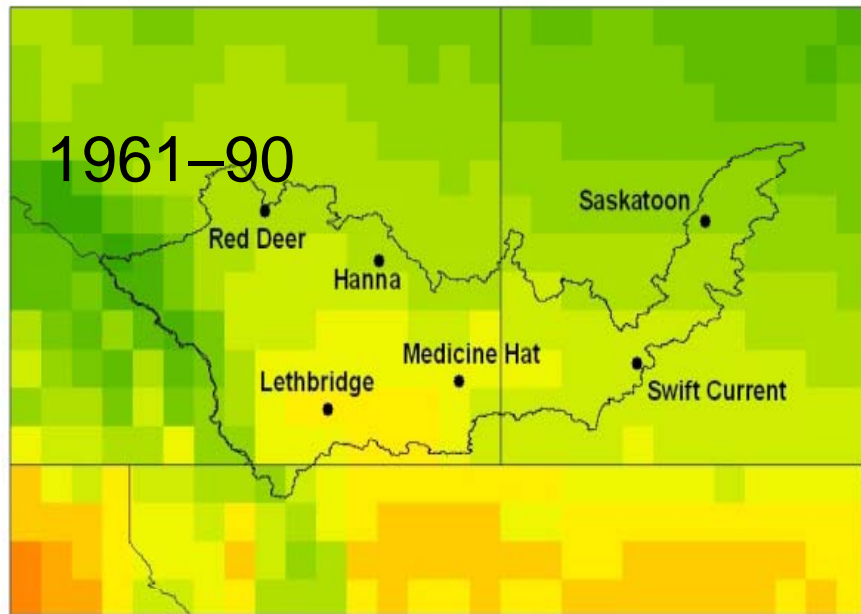 1961–90
Saskatoon
Red Deer
Hanna
Medicine Hat
Lethbridge
Swift Current